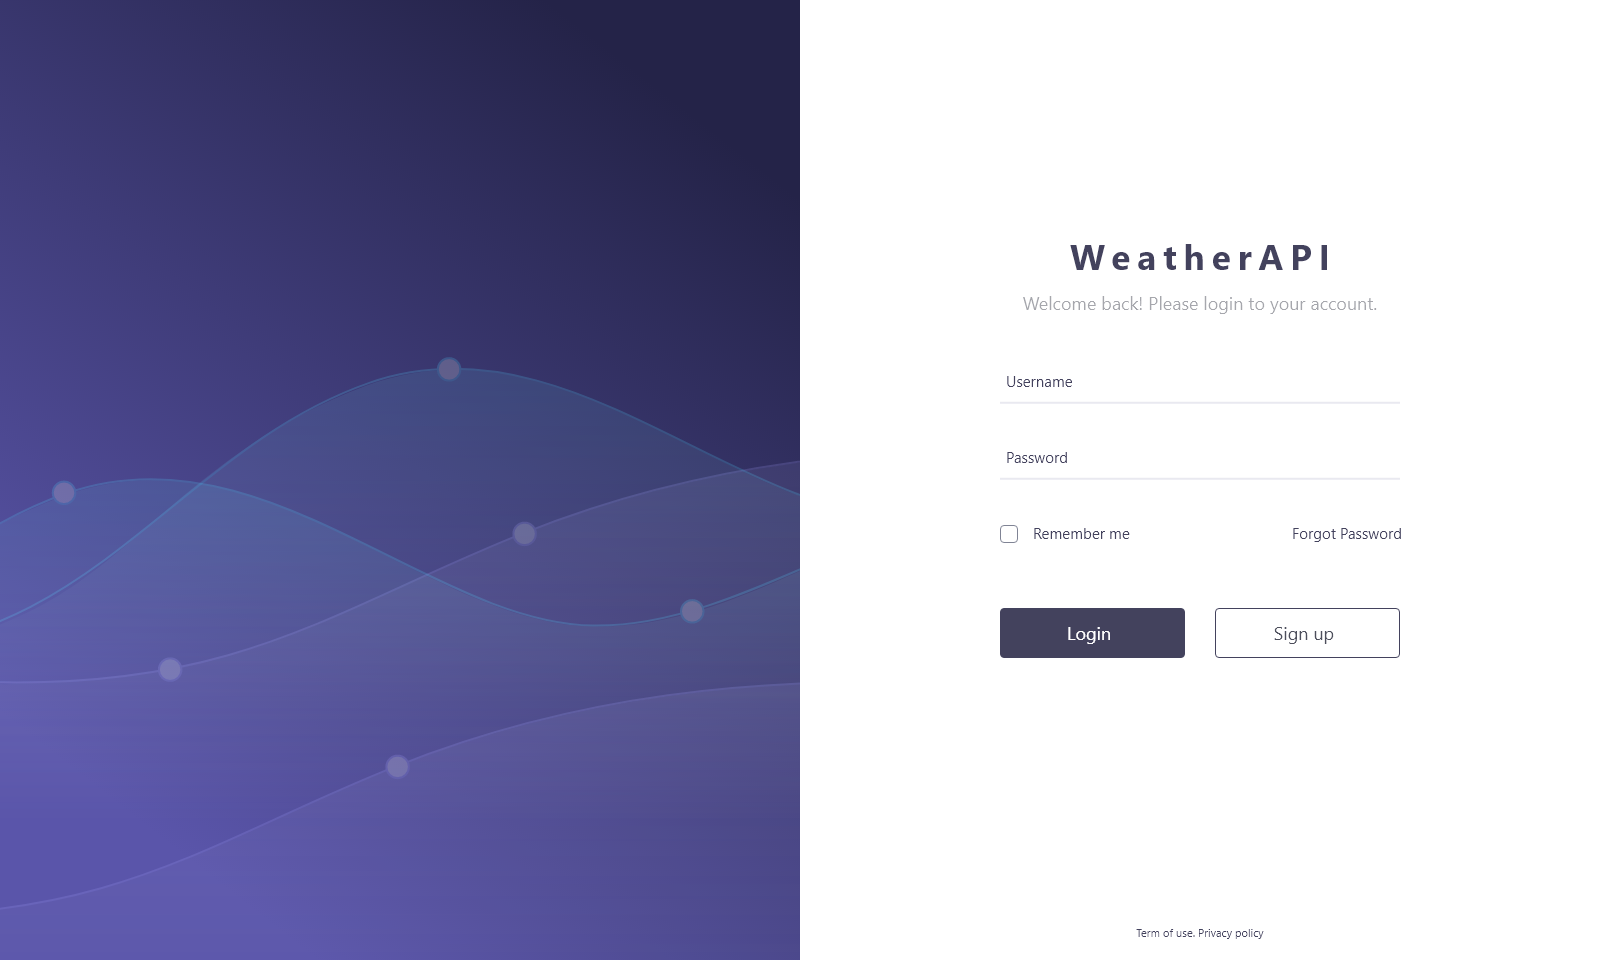 WeatherAPI
Welcome back! Please login to your account.
Username
Password
Remember me
Forgot Password
Login
Sign up
Term of use. Privacy policy